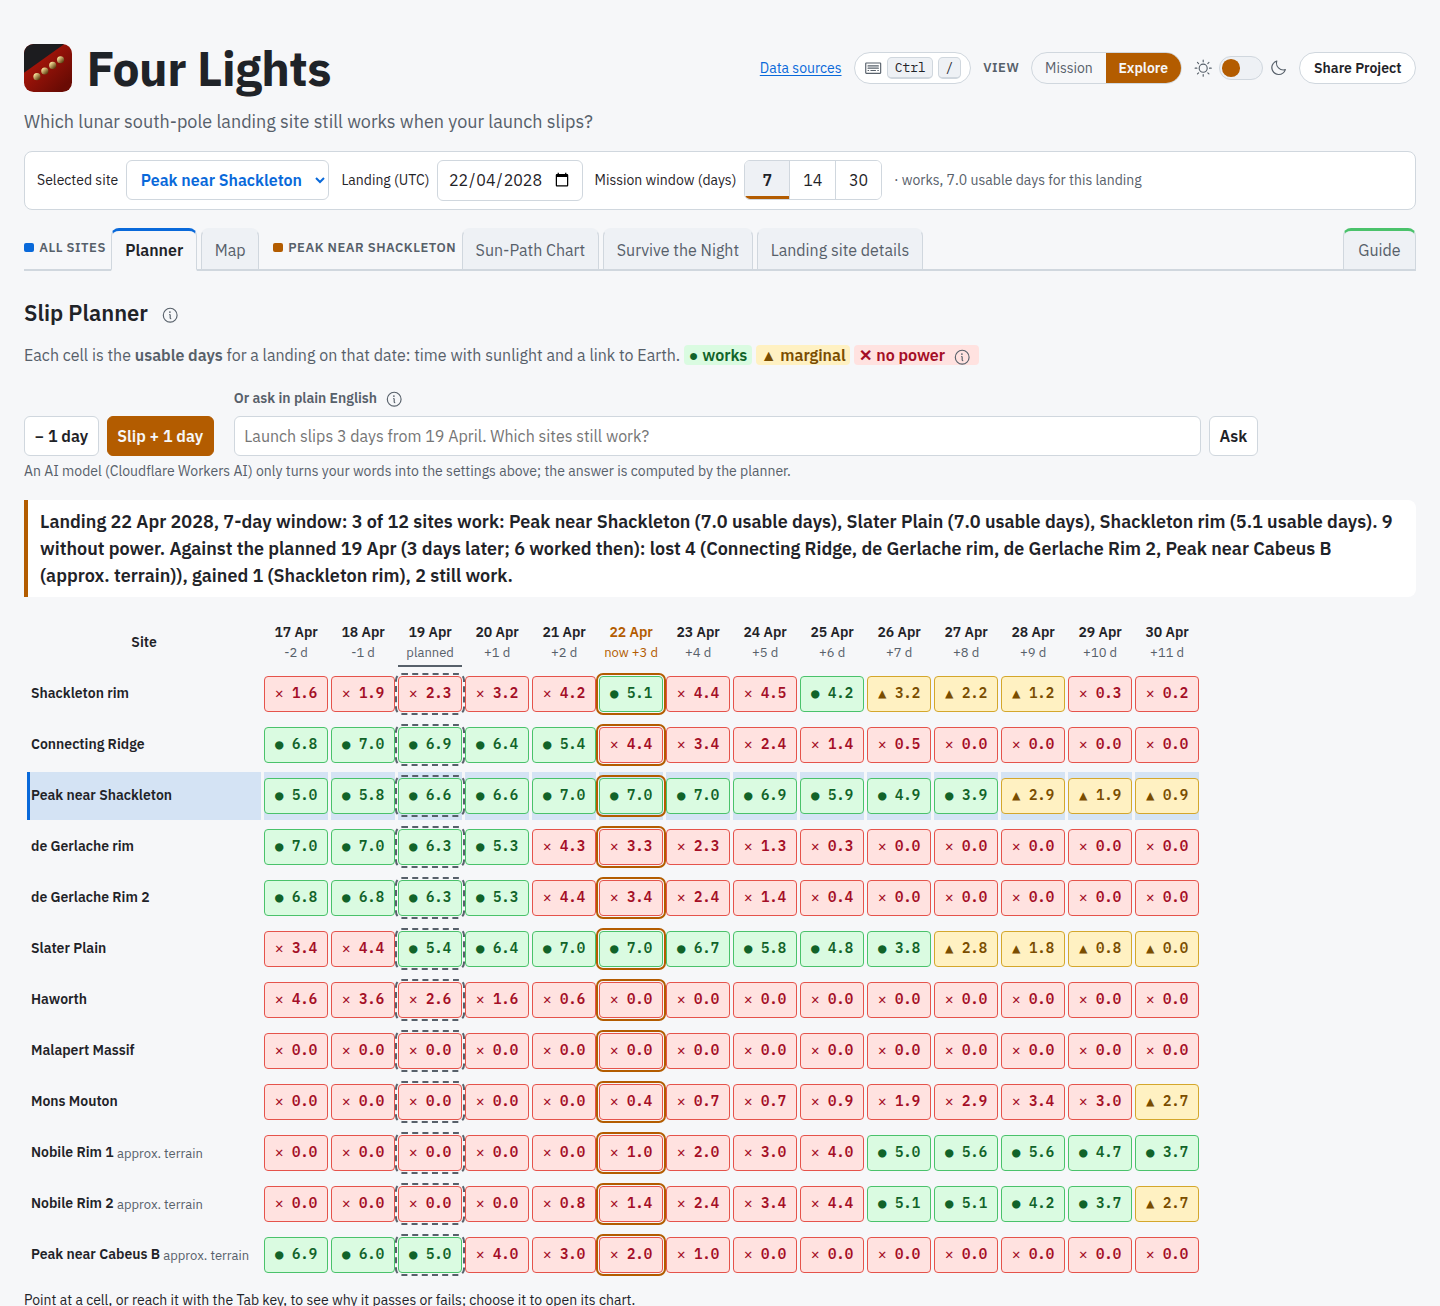 Four Lights
Data sources Ctrl / VIEW Mission Explore Share Project
Which lunar south-pole landing site still works when your launch slips?
Selected site Peak near Shackleton Landing (UTC) 22/04/2028 Mission window (days) 7 14 30 · works, 7.0 usable days for this landing
ALL SITES Planner Map PEAK NEAR SHACKLETON Sun-Path Chart Survive the Night Landing site details Guide
Slip Planner
Each cell is the usable days for a landing on that date: time with sunlight and a link to Earth. ● works ▲ marginal ✕ no power
Or ask in plain English
− 1 day Slip + 1 day Launch slips 3 days from 19 April. Which sites still work? Ask
An AI model (Cloudflare Workers AI) only turns your words into the settings above; the answer is computed by the planner.
Landing 22 Apr 2028, 7-day window: 3 of 12 sites work: Peak near Shackleton (7.0 usable days), Slater Plain (7.0 usable days), Shackleton rim (5.1 usable days). 9
without power. Against the planned 19 Apr (3 days later; 6 worked then): lost 4 (Connecting Ridge, de Gerlache rim, de Gerlache Rim 2, Peak near Cabeus B
(approx. terrain)), gained 1 (Shackleton rim), 2 still work.
Site 17 Apr 18 Apr 19 Apr 20 Apr 21 Apr 22 Apr 23 Apr 24 Apr 25 Apr 26 Apr 27 Apr 28 Apr 29 Apr 30 Apr
-2 d -1 d planned +1 d +2 d now +3 d +4 d +5 d +6 d +7 d +8 d +9 d +10 d +11 d
Shackleton rim × 1.6 × 1.9 × 2.3 × 3.2 × 4.2 ● 5.1 × 4.4 × 4.5 ● 4.2 ▲ 3.2 ▲ 2.2 ▲ 1.2 × 0.3 × 0.2
Connecting Ridge ● 6.8 ● 7.0 ● 6.9 ● 6.4 ● 5.4 × 4.4 × 3.4 × 2.4 × 1.4 × 0.5 × 0.0 × 0.0 × 0.0 × 0.0
Peak near Shackleton ● 5.0 ● 5.8 ● 6.6 ● 6.6 ● 7.0 ● 7.0 ● 7.0 ● 6.9 ● 5.9 ● 4.9 ● 3.9 ▲ 2.9 ▲ 1.9 ▲ 0.9
de Gerlache rim ● 7.0 ● 7.0 ● 6.3 ● 5.3 × 4.3 × 3.3 × 2.3 × 1.3 × 0.3 × 0.0 × 0.0 × 0.0 × 0.0 × 0.0
de Gerlache Rim 2 ● 6.8 ● 6.8 ● 6.3 ● 5.3 × 4.4 × 3.4 × 2.4 × 1.4 × 0.4 × 0.0 × 0.0 × 0.0 × 0.0 × 0.0
Slater Plain × 3.4 × 4.4 ● 5.4 ● 6.4 ● 7.0 ● 7.0 ● 6.7 ● 5.8 ● 4.8 ● 3.8 ▲ 2.8 ▲ 1.8 ▲ 0.8 ▲ 0.0
Haworth × 4.6 × 3.6 × 2.6 × 1.6 × 0.6 × 0.0 × 0.0 × 0.0 × 0.0 × 0.0 × 0.0 × 0.0 × 0.0 × 0.0
Malapert Massif × 0.0 × 0.0 × 0.0 × 0.0 × 0.0 × 0.0 × 0.0 × 0.0 × 0.0 × 0.0 × 0.0 × 0.0 × 0.0 × 0.0
Mons Mouton × 0.0 × 0.0 × 0.0 × 0.0 × 0.0 × 0.4 × 0.7 × 0.7 × 0.9 × 1.9 × 2.9 × 3.4 × 3.0 ▲ 2.7
Nobile Rim 1 approx. terrain × 0.0 × 0.0 × 0.0 × 0.0 × 0.0 × 1.0 × 2.0 × 3.0 × 4.0 ● 5.0 ● 5.6 ● 5.6 ● 4.7 ● 3.7
Nobile Rim 2 approx. terrain × 0.0 × 0.0 × 0.0 × 0.0 × 0.8 × 1.4 × 2.4 × 3.4 × 4.4 ● 5.1 ● 5.1 ● 4.2 ● 3.7 ▲ 2.7
Peak near Cabeus B approx. terrain ● 6.9 ● 6.0 ● 5.0 × 4.0 × 3.0 × 2.0 × 1.0 × 0.0 × 0.0 × 0.0 × 0.0 × 0.0 × 0.0 × 0.0
Point at a cell, or reach it with the Tab key, to see why it passes or fails; choose it to open its chart.